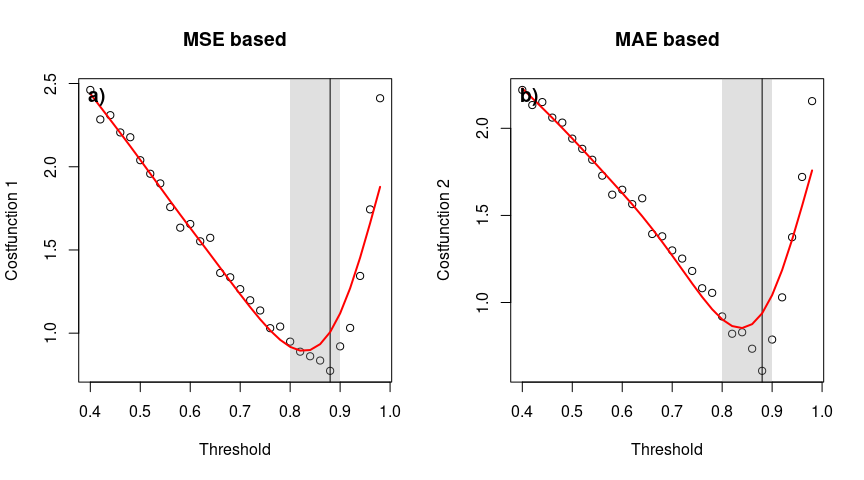 MSE based
a)
Costfunction 1
2.5
2.0
1.5
1.0
0.4 0.5 0.6 0.7 0.8 0.9 1.0
Threshold
MAE based
b)
Costfunction 2
2.0
1.5
1.0
0.4 0.5 0.6 0.7 0.8 0.9 1.0
Threshold